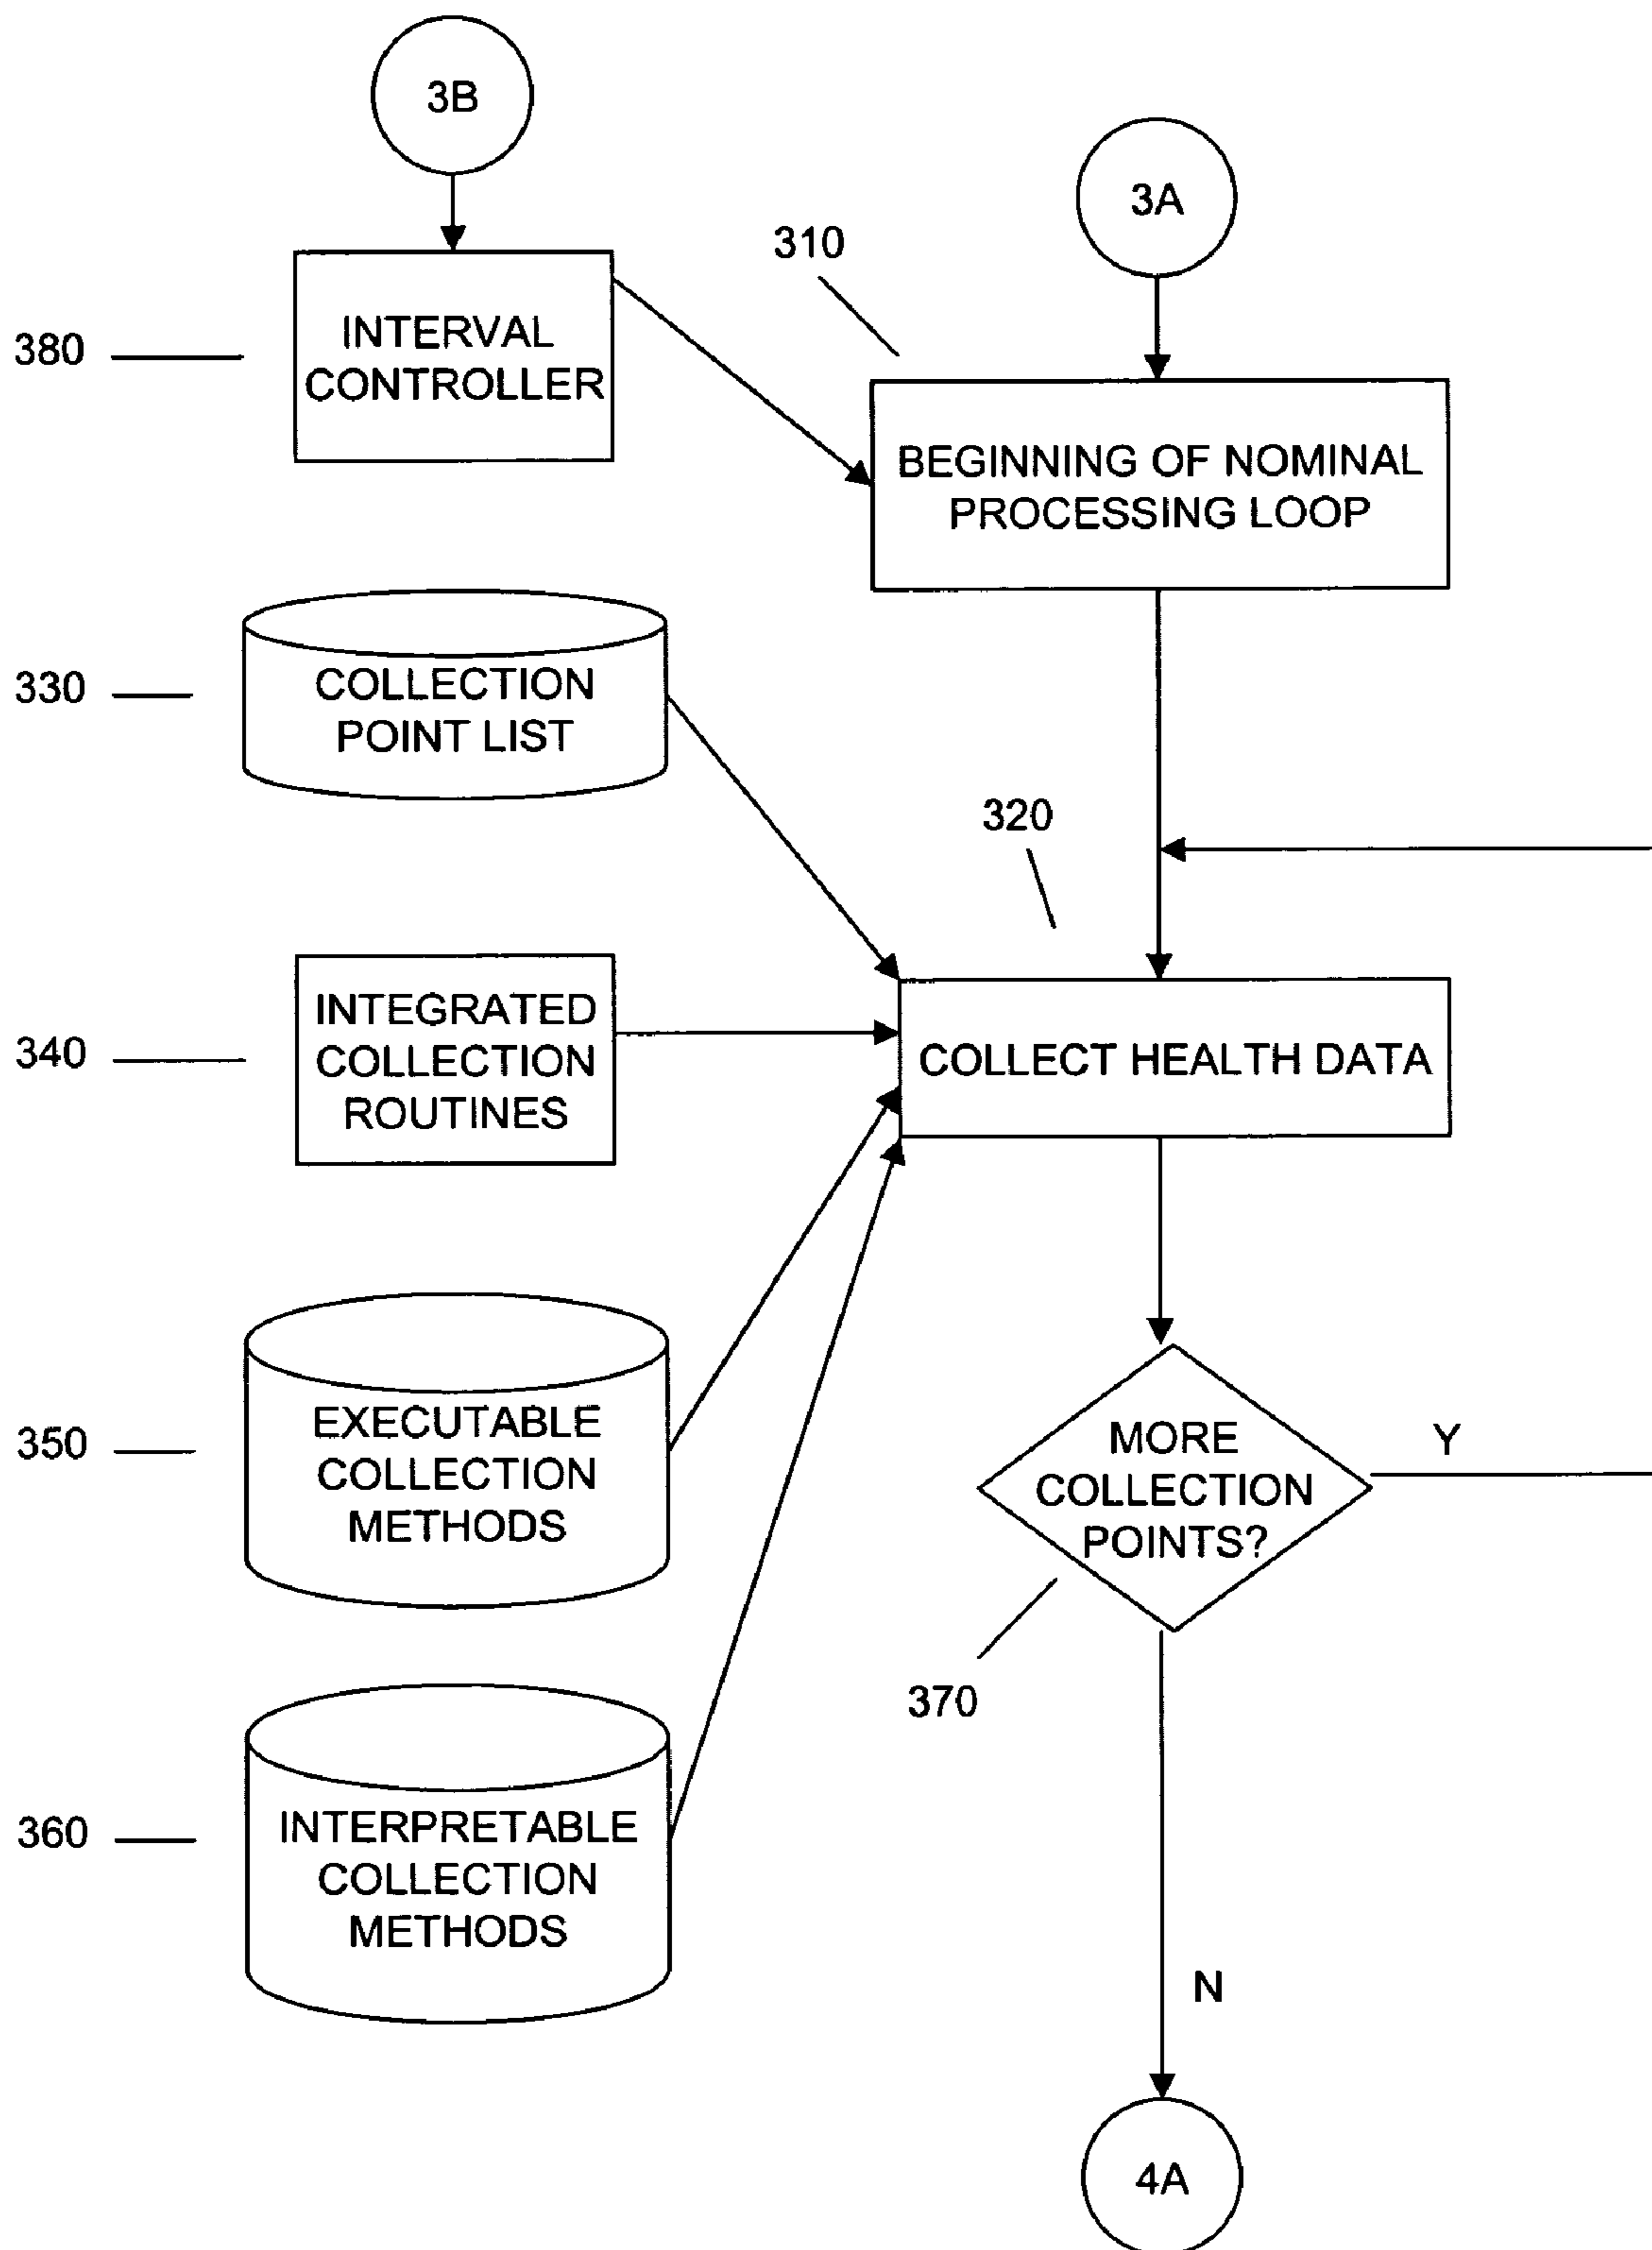 3B
3A
310
380
INTERVAL
CONTROLLER
BEGINNING OF NOMINAL
PROCESSING LOOP
330
COLLECTION
POINT LIST
320
340
INTEGRATED
COLLECTION
ROUTINES
COLLECT HEALTH DATA
350
EXECUTABLE
COLLECTION
METHODS
MORE
COLLECTION
POINTS?
Y
370
360
INTERPRETABLE
COLLECTION
METHODS
N
4A